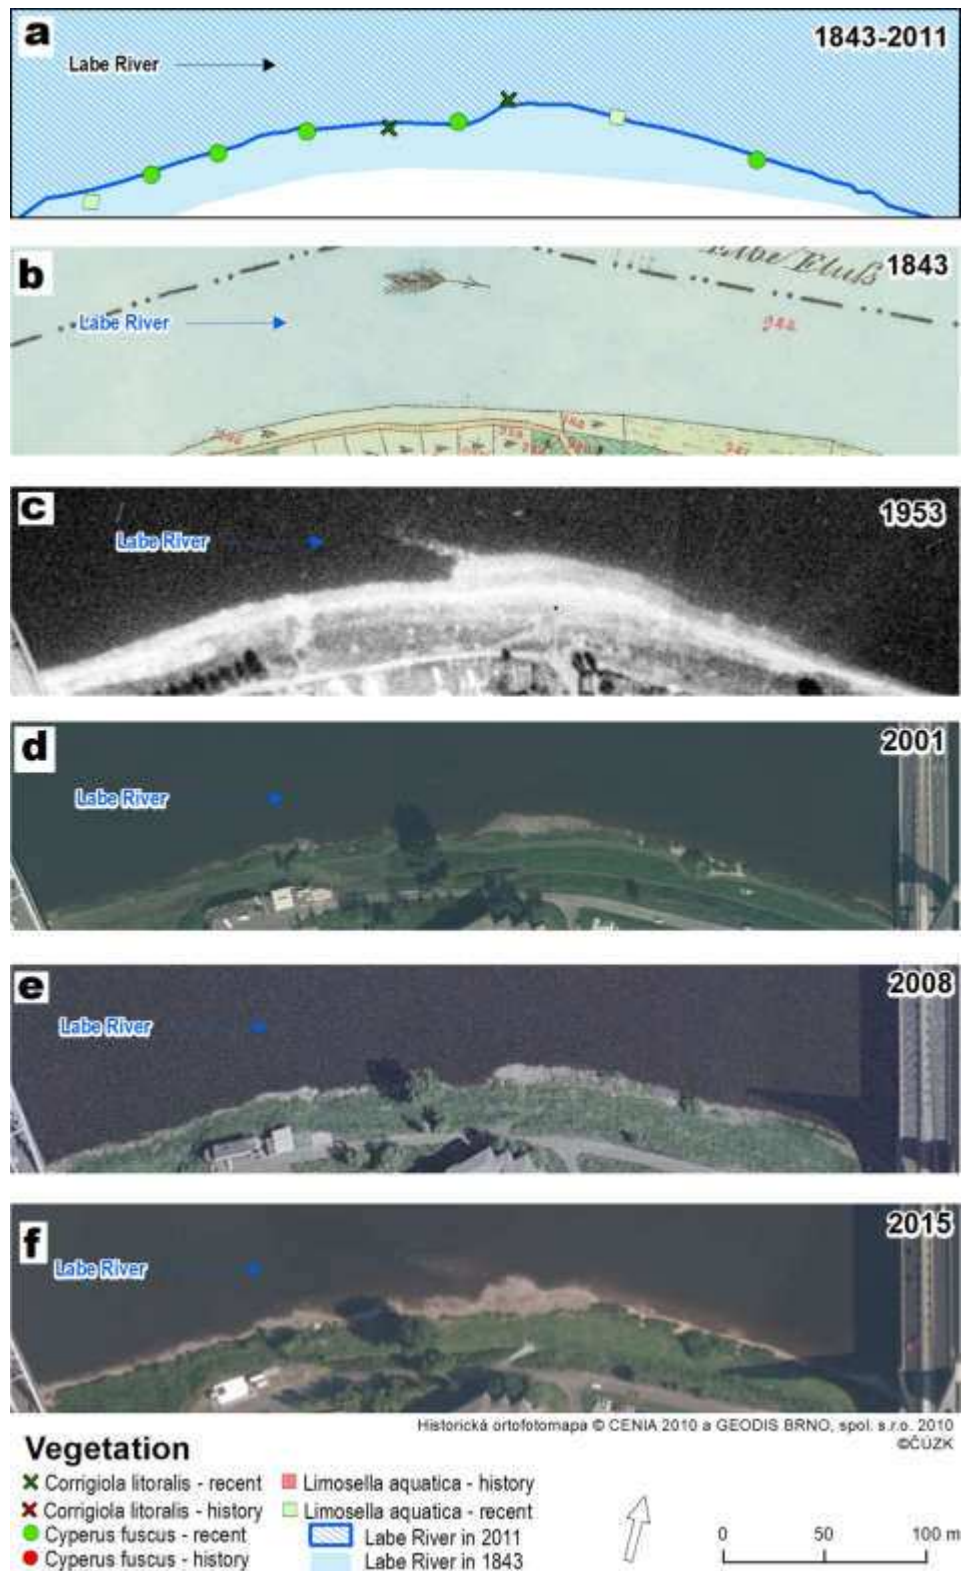 a
1843-2011
Labe River
b
Elbe Fluß
1843
Labe River
988
c
1953
Labe River
d
2001
Labe River
e
2008
Labe River
f
2015
Labe River
Historická ortofotomapa © CENIA 2010 a GEODIS BRNO, spol. s.r.o. 2010
©ČÚZK
Vegetation
Corrigiola litoralis - recent
Corrigiola litoralis - history
Cyperus fuscus - recent
Cyperus fuscus - history
Limosella aquatica - history
Limosella aquatica - recent
Labe River in 2011
Labe River in 1843
0 50 100 m